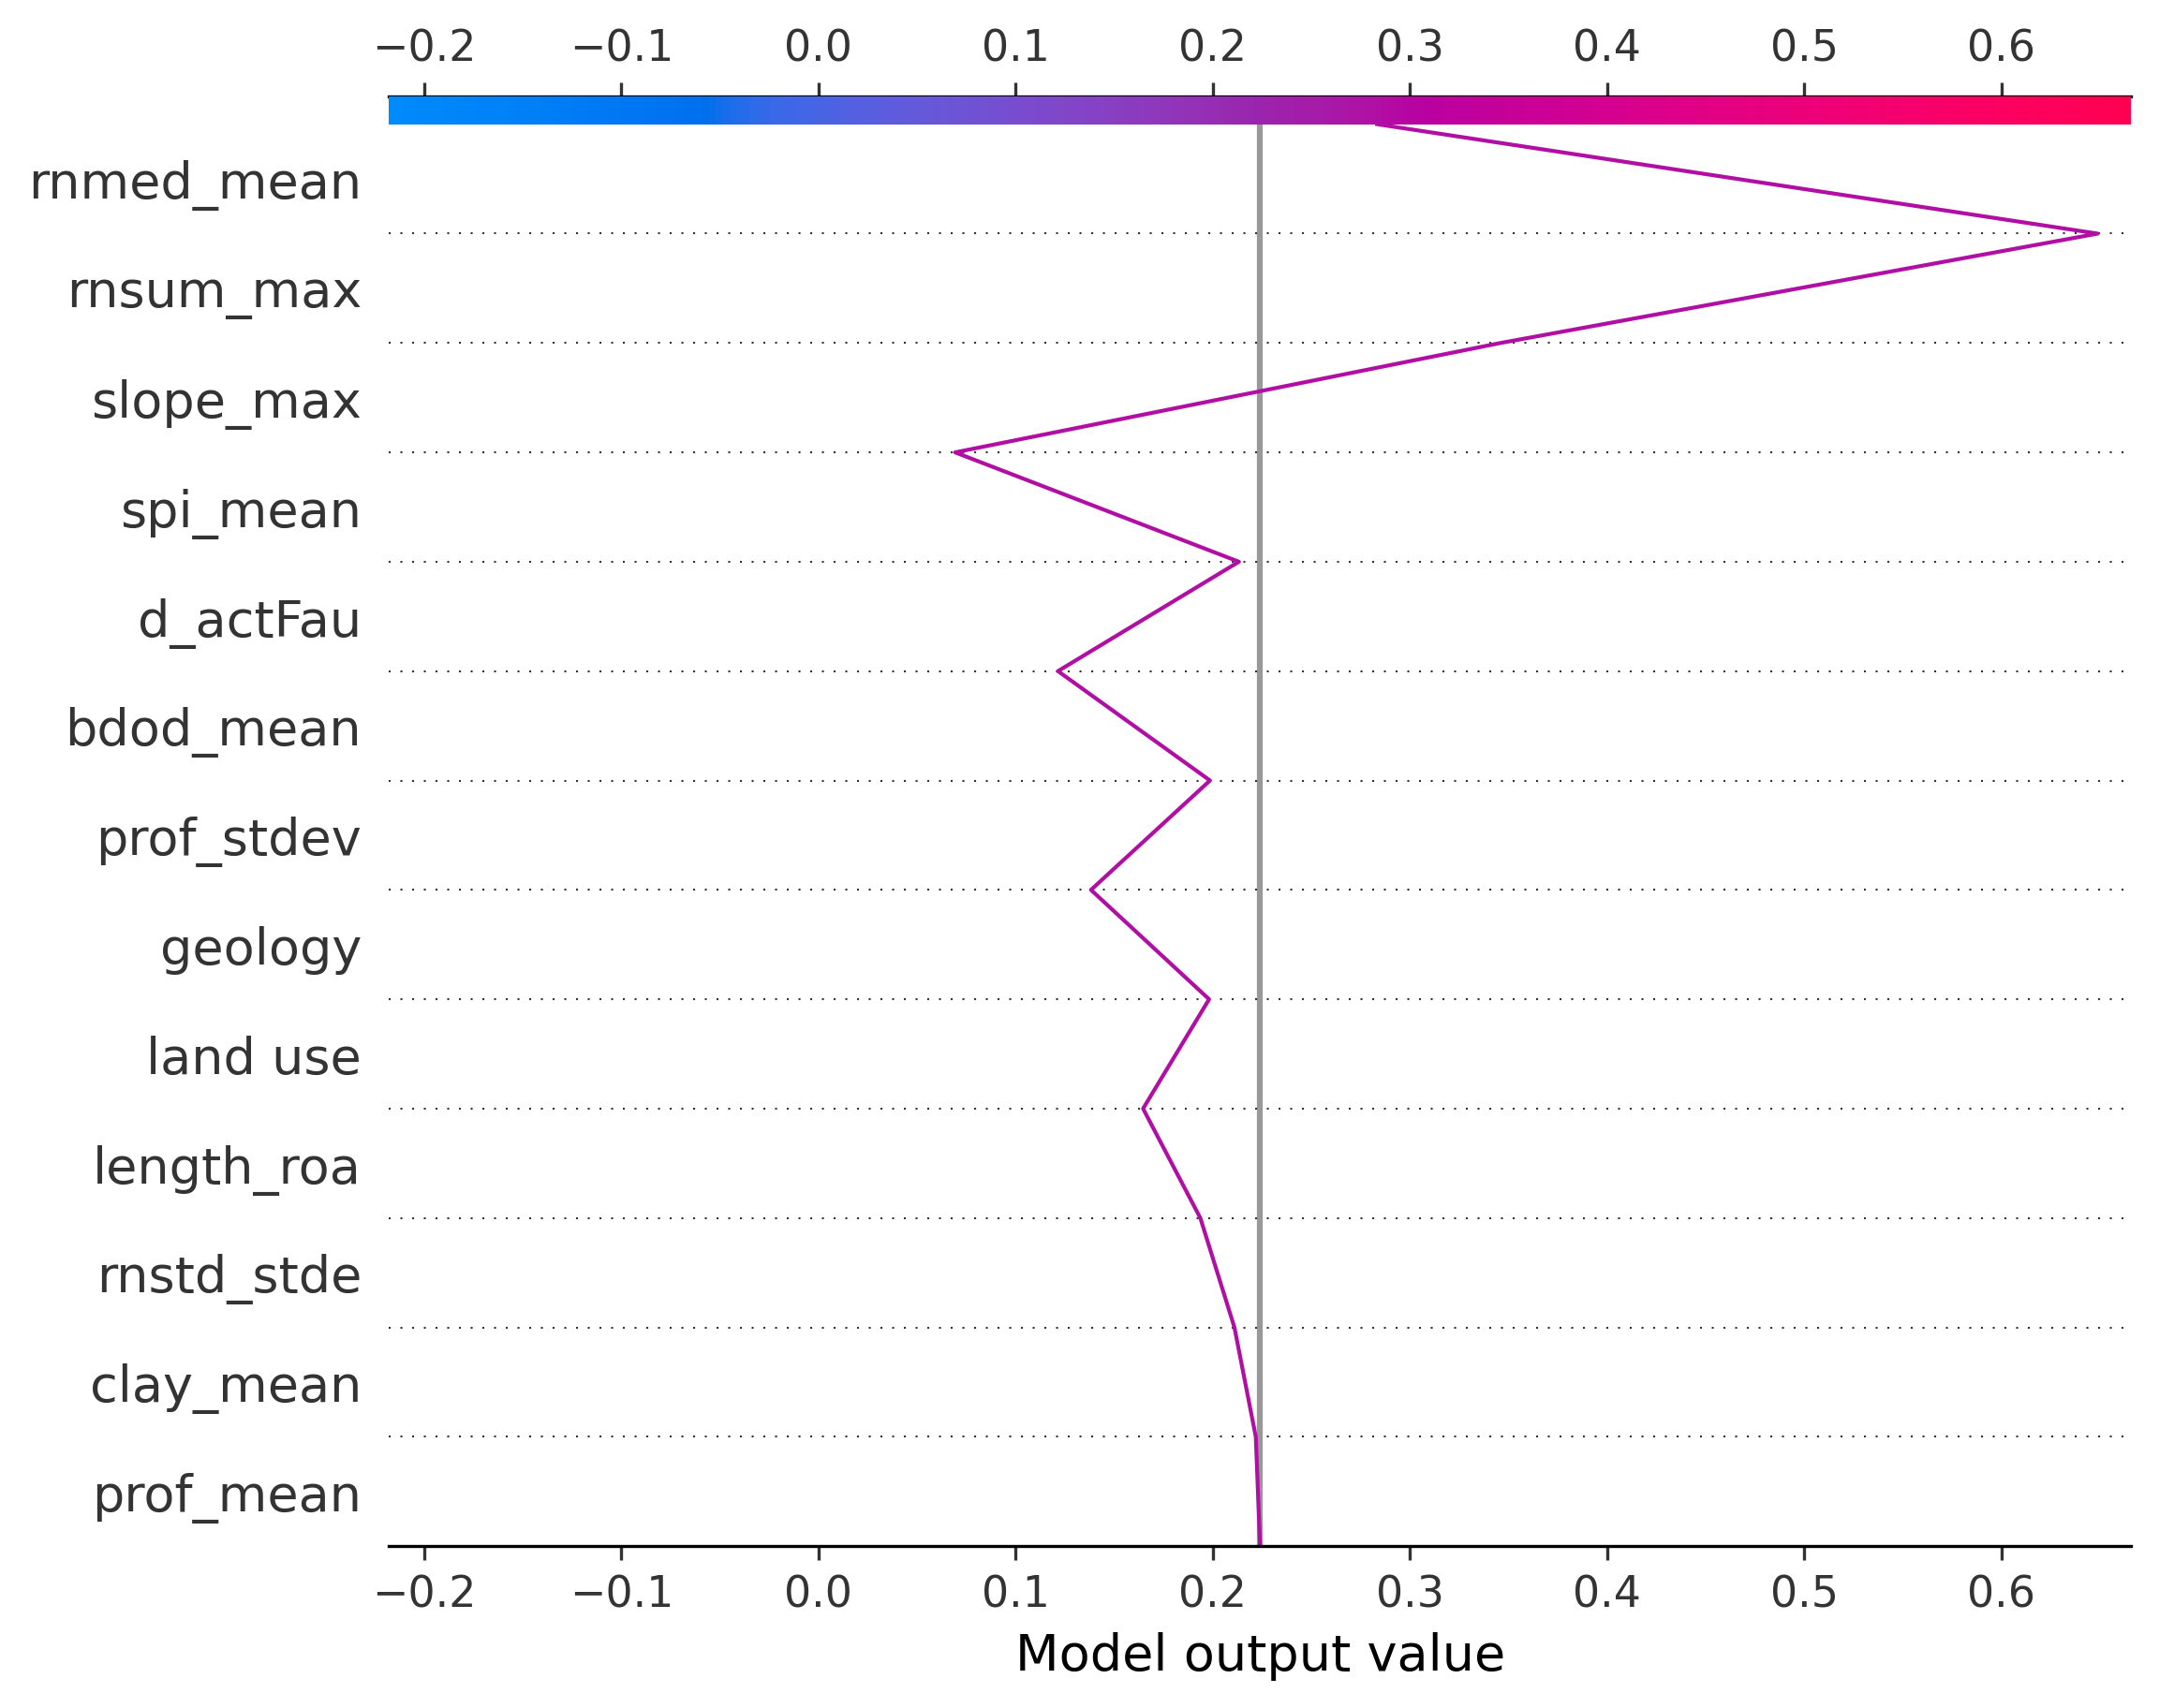 −0.2 −0.1 0.0 0.1 0.2 0.3 0.4 0.5 0.6
rnmed_mean
rnsum_max
slope_max
spi_mean
d_actFau
bdod_mean
prof_stdev
geology
land use
length_roa
rnstd_stde
clay_mean
prof_mean
−0.2 −0.1 0.0 0.1 0.2 0.3 0.4 0.5 0.6
Model output value